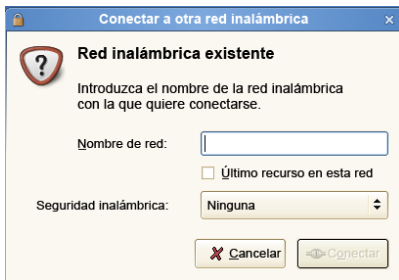 Conectar a otra red inalámbrica
Red inalámbrica existente
Introduzca el nombre de la red inalámbrica
con la que quiere conectarse.
Nombre de red:
Último recurso en esta red
Seguridad inalámbrica: Ninguna
Cancelar Conectar